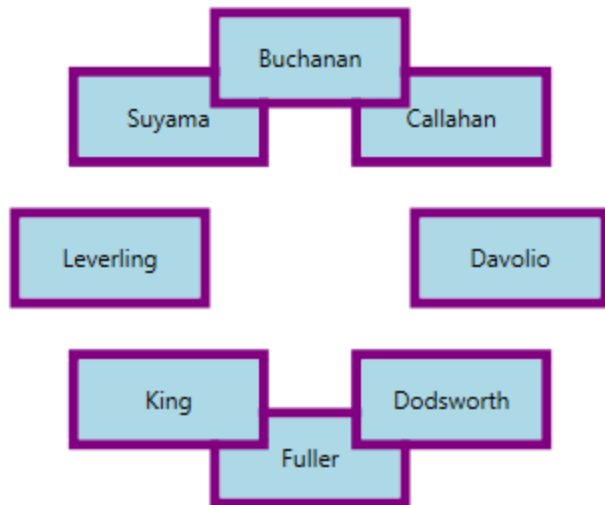 Buchanan
Suyama
Callahan
Leverling
Davolio
King
Dodsworth
Fuller